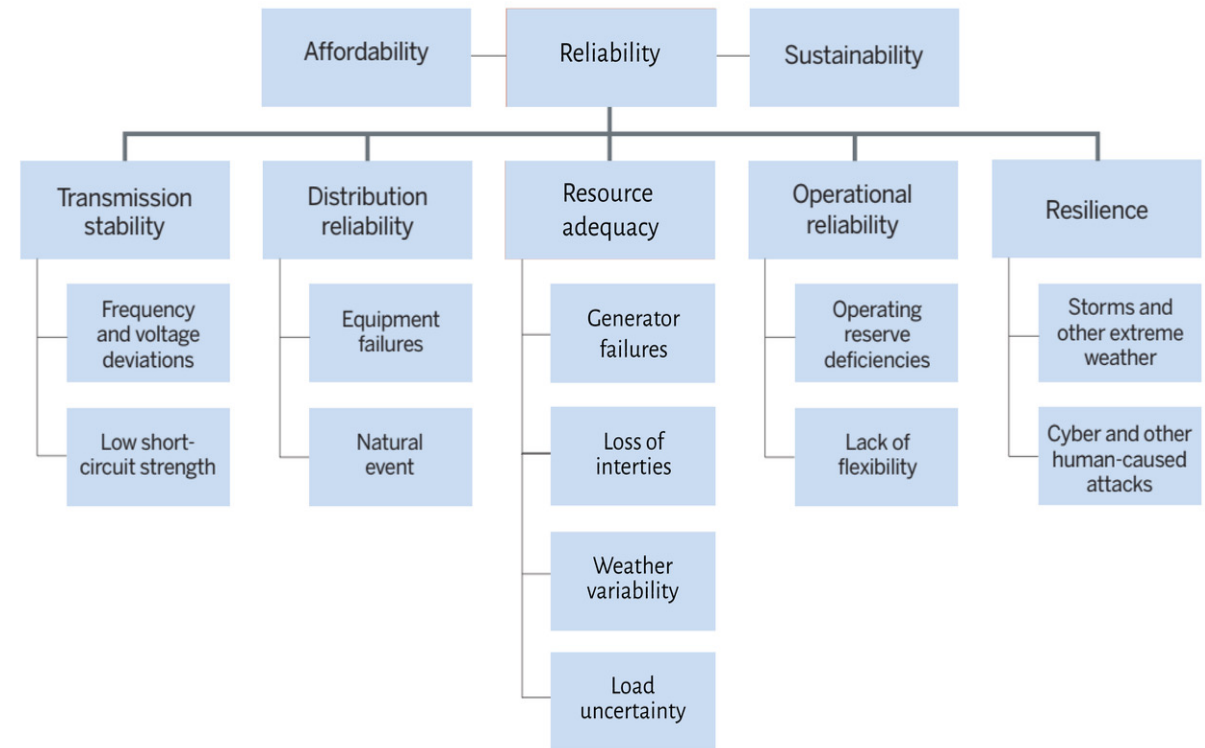 Affordability
Reliability
Sustainability
Transmission
stability
Distribution
reliability
Resource
adequacy
Operational
reliability
Resilience
Frequency
and voltage
deviations
Low short-
circuit strength
Equipment
failures
Natural
event
Generator
failures
Loss of
interties
Weather
variability
Load
uncertainty
Operating
reserve
deficiencies
Lack of
flexibility
Storms and
other extreme
weather
Cyber and other
human-caused
attacks